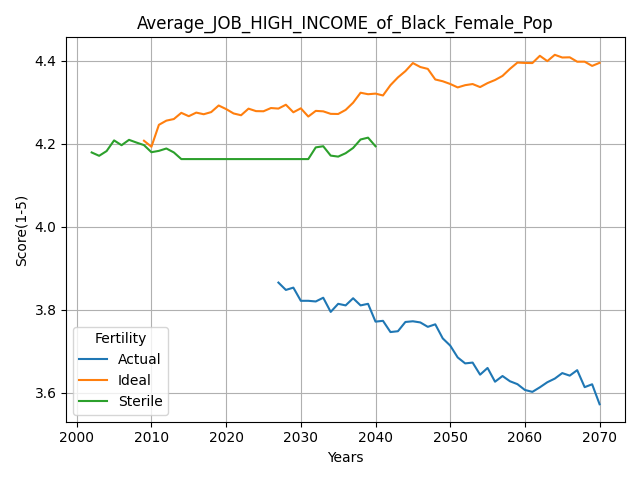 Average_JOB_HIGH_INCOME_of_Black_Female_Pop
Score(1-5)
4.4
4.2
4.0
3.8
3.6
Fertility
Actual
Ideal
Sterile
2000 2010 2020 2030 2040 2050 2060 2070
Years